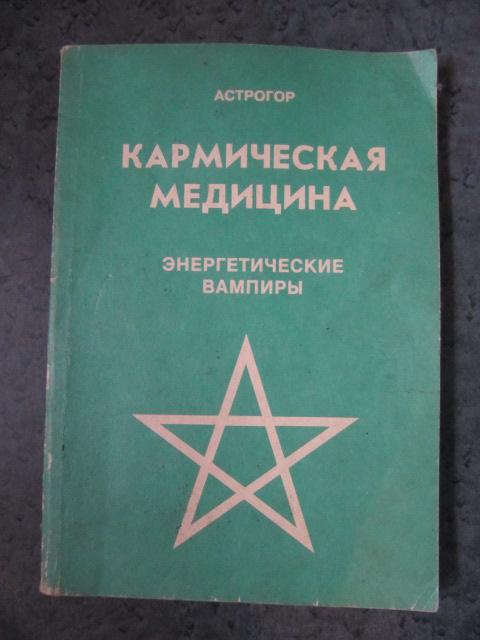 АСТРОГОР
КАРМИЧЕСКАЯ
МЕДИЦИНА
ЭНЕРГЕТИЧЕСКИЕ
ВАМПИРЫ